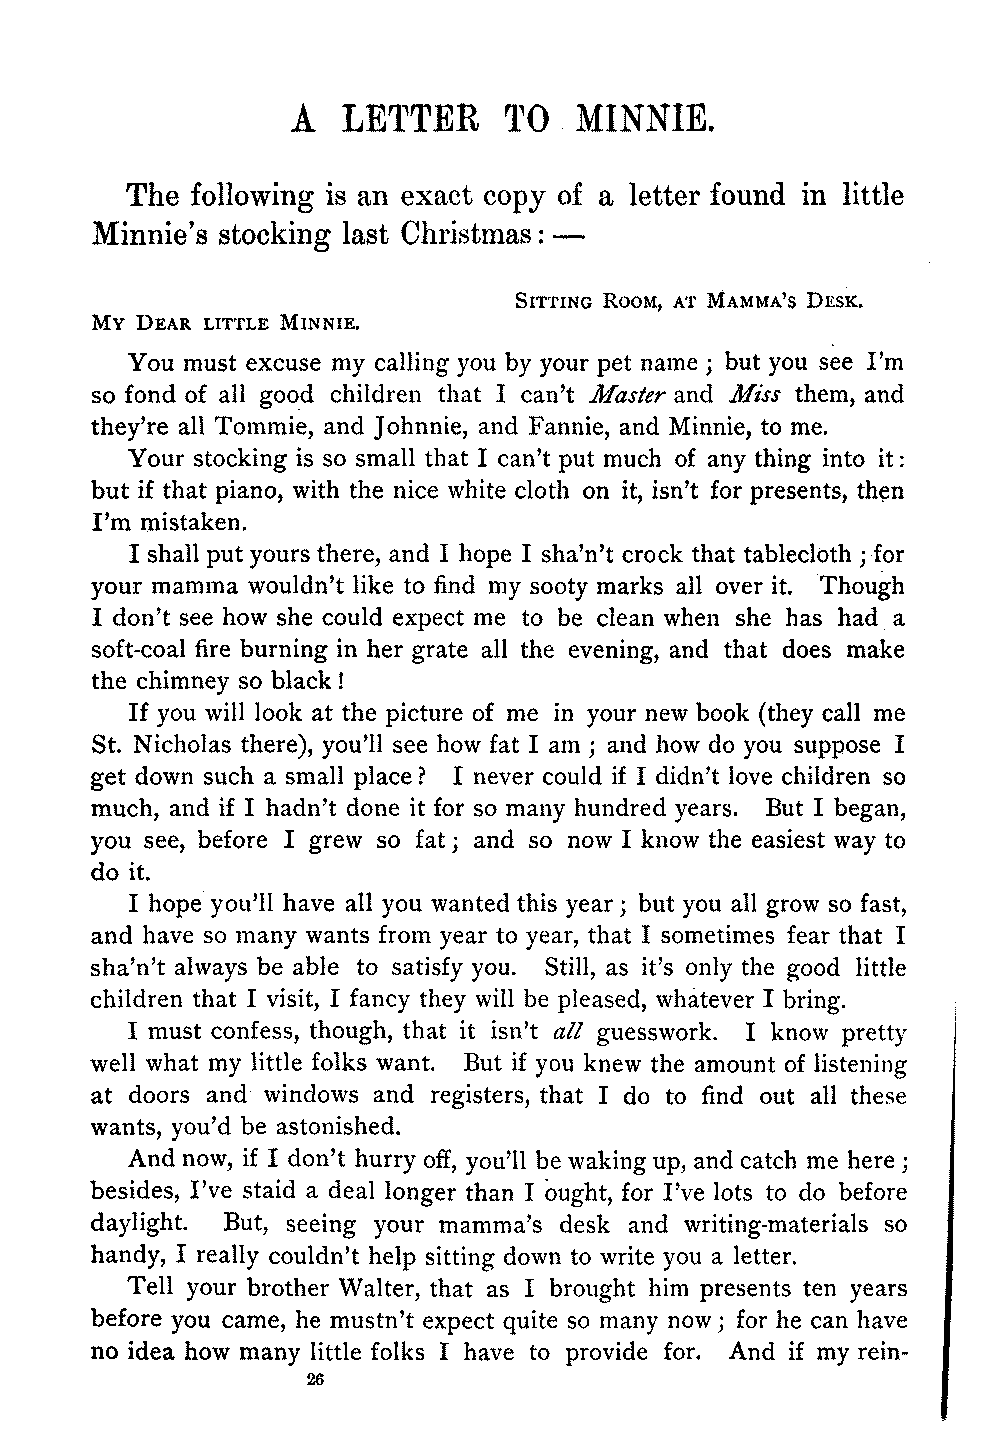 A LETTER TO MINNIE.
The following is an exact copy of a letter found in little
Minnie's stocking last Christmas: —
SITTING ROOM, AT MAMMA'S DESK.
MY DEAR LITTLE MINNIE.
You must excuse my calling you by your pet name; but you see I'm
so fond of all good children that I can't Master and Miss them, and
they're all Tommie, and Johnnie, and Fannie, and Minnie, to me.
Your stocking is so small that I can't put much of any thing into it:
but if that piano, with the nice white cloth on it, isn't for presents, then
I'm mistaken.
I shall put yours there, and I hope I sha'n't crock that tablecloth; for
your mamma wouldn't like to find my sooty marks all over it. Though
I don't see how she could expect me to be clean when she has had a
soft-coal fire burning in her grate all the evening, and that does make
the chimney so black!
If you will look at the picture of me in your new book (they call me
St. Nicholas there), you'll see how fat I am; and how do you suppose I
get down such a small place? I never could if I didn't love children so
much, and if I hadn't done it for so many hundred years. But I began,
you see, before I grew so fat; and so now I know the easiest way to
do it.
I hope you'll have all you wanted this year; but you all grow so fast,
and have so many wants from year to year, that I sometimes fear that I
sha'n't always be able to satisfy you. Still, as it's only the good little
children that I visit, I fancy they will be pleased, whatever I bring.
I must confess, though, that it isn't all guesswork. I know pretty
well what my little folks want. But if you knew the amount of listening
at doors and windows and registers, that I do to find out all these
wants, you'd be astonished.
And now, if I don't hurry off, you'll be waking up, and catch me here;
besides, I've staid a deal longer than I ought, for I've lots to do before
daylight. But, seeing your mamma's desk and writing-materials so
handy, I really couldn't help sitting down to write you a letter.
Tell your brother Walter, that as I brought him presents ten years
before you came, he mustn't expect quite so many now; for he can have
no idea how many little folks I have to provide for. And if my rein-
26